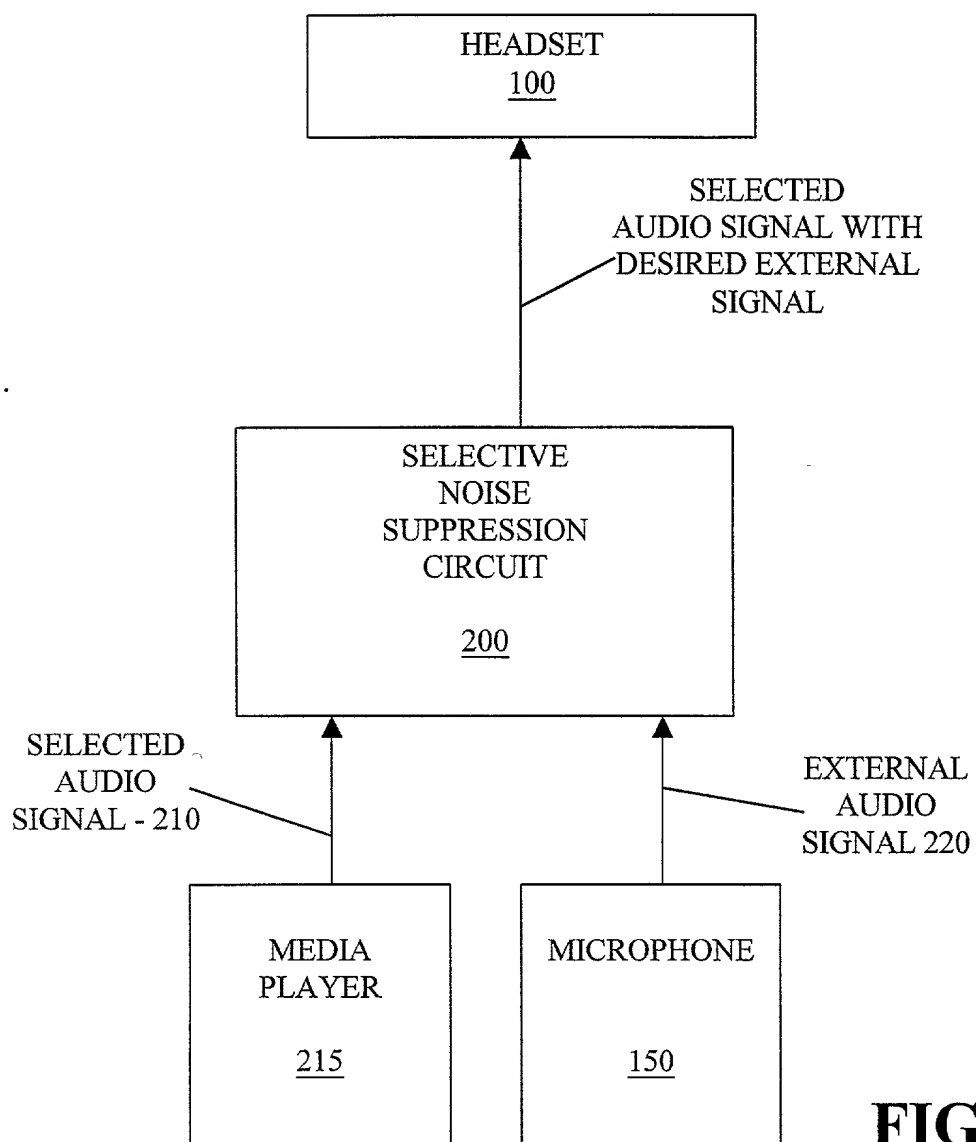 HEADSET
100
SELECTED
AUDIO SIGNAL WITH
DESIRED EXTERNAL
SIGNAL
SELECTIVE
NOISE
SUPPRESSION
CIRCUIT
200
SELECTED
AUDIO
SIGNAL - 210
EXTERNAL
AUDIO
SIGNAL 220
MEDIA
PLAYER
215
MICROPHONE
150
FIG